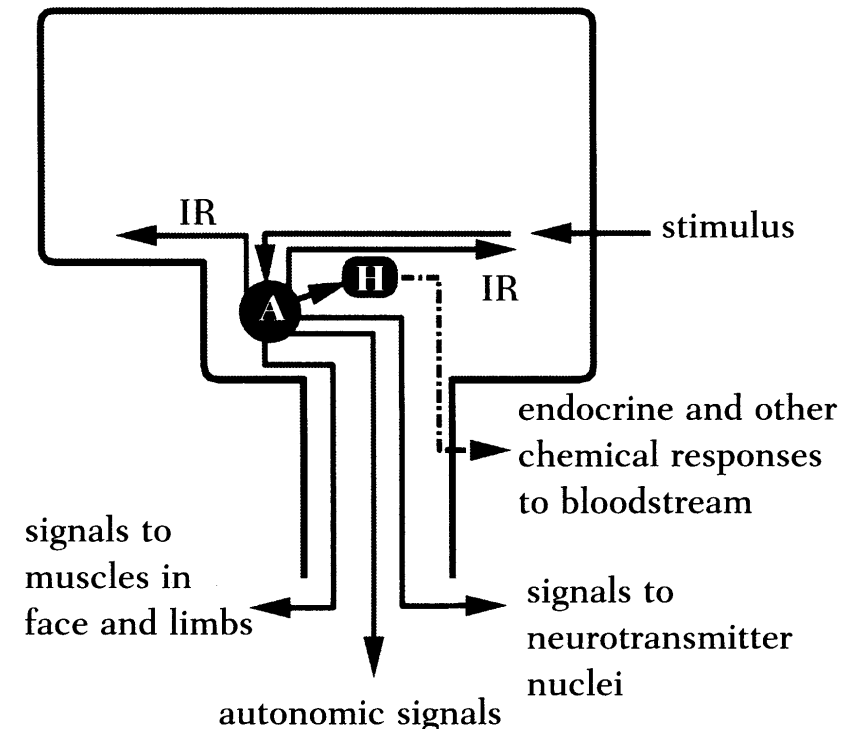 IR
stimulus
H
IR
A
endocrine and other
chemical responses
to bloodstream
signals to
muscles in
face and limbs
signals to
neurotransmitter
nuclei
autonomic signals